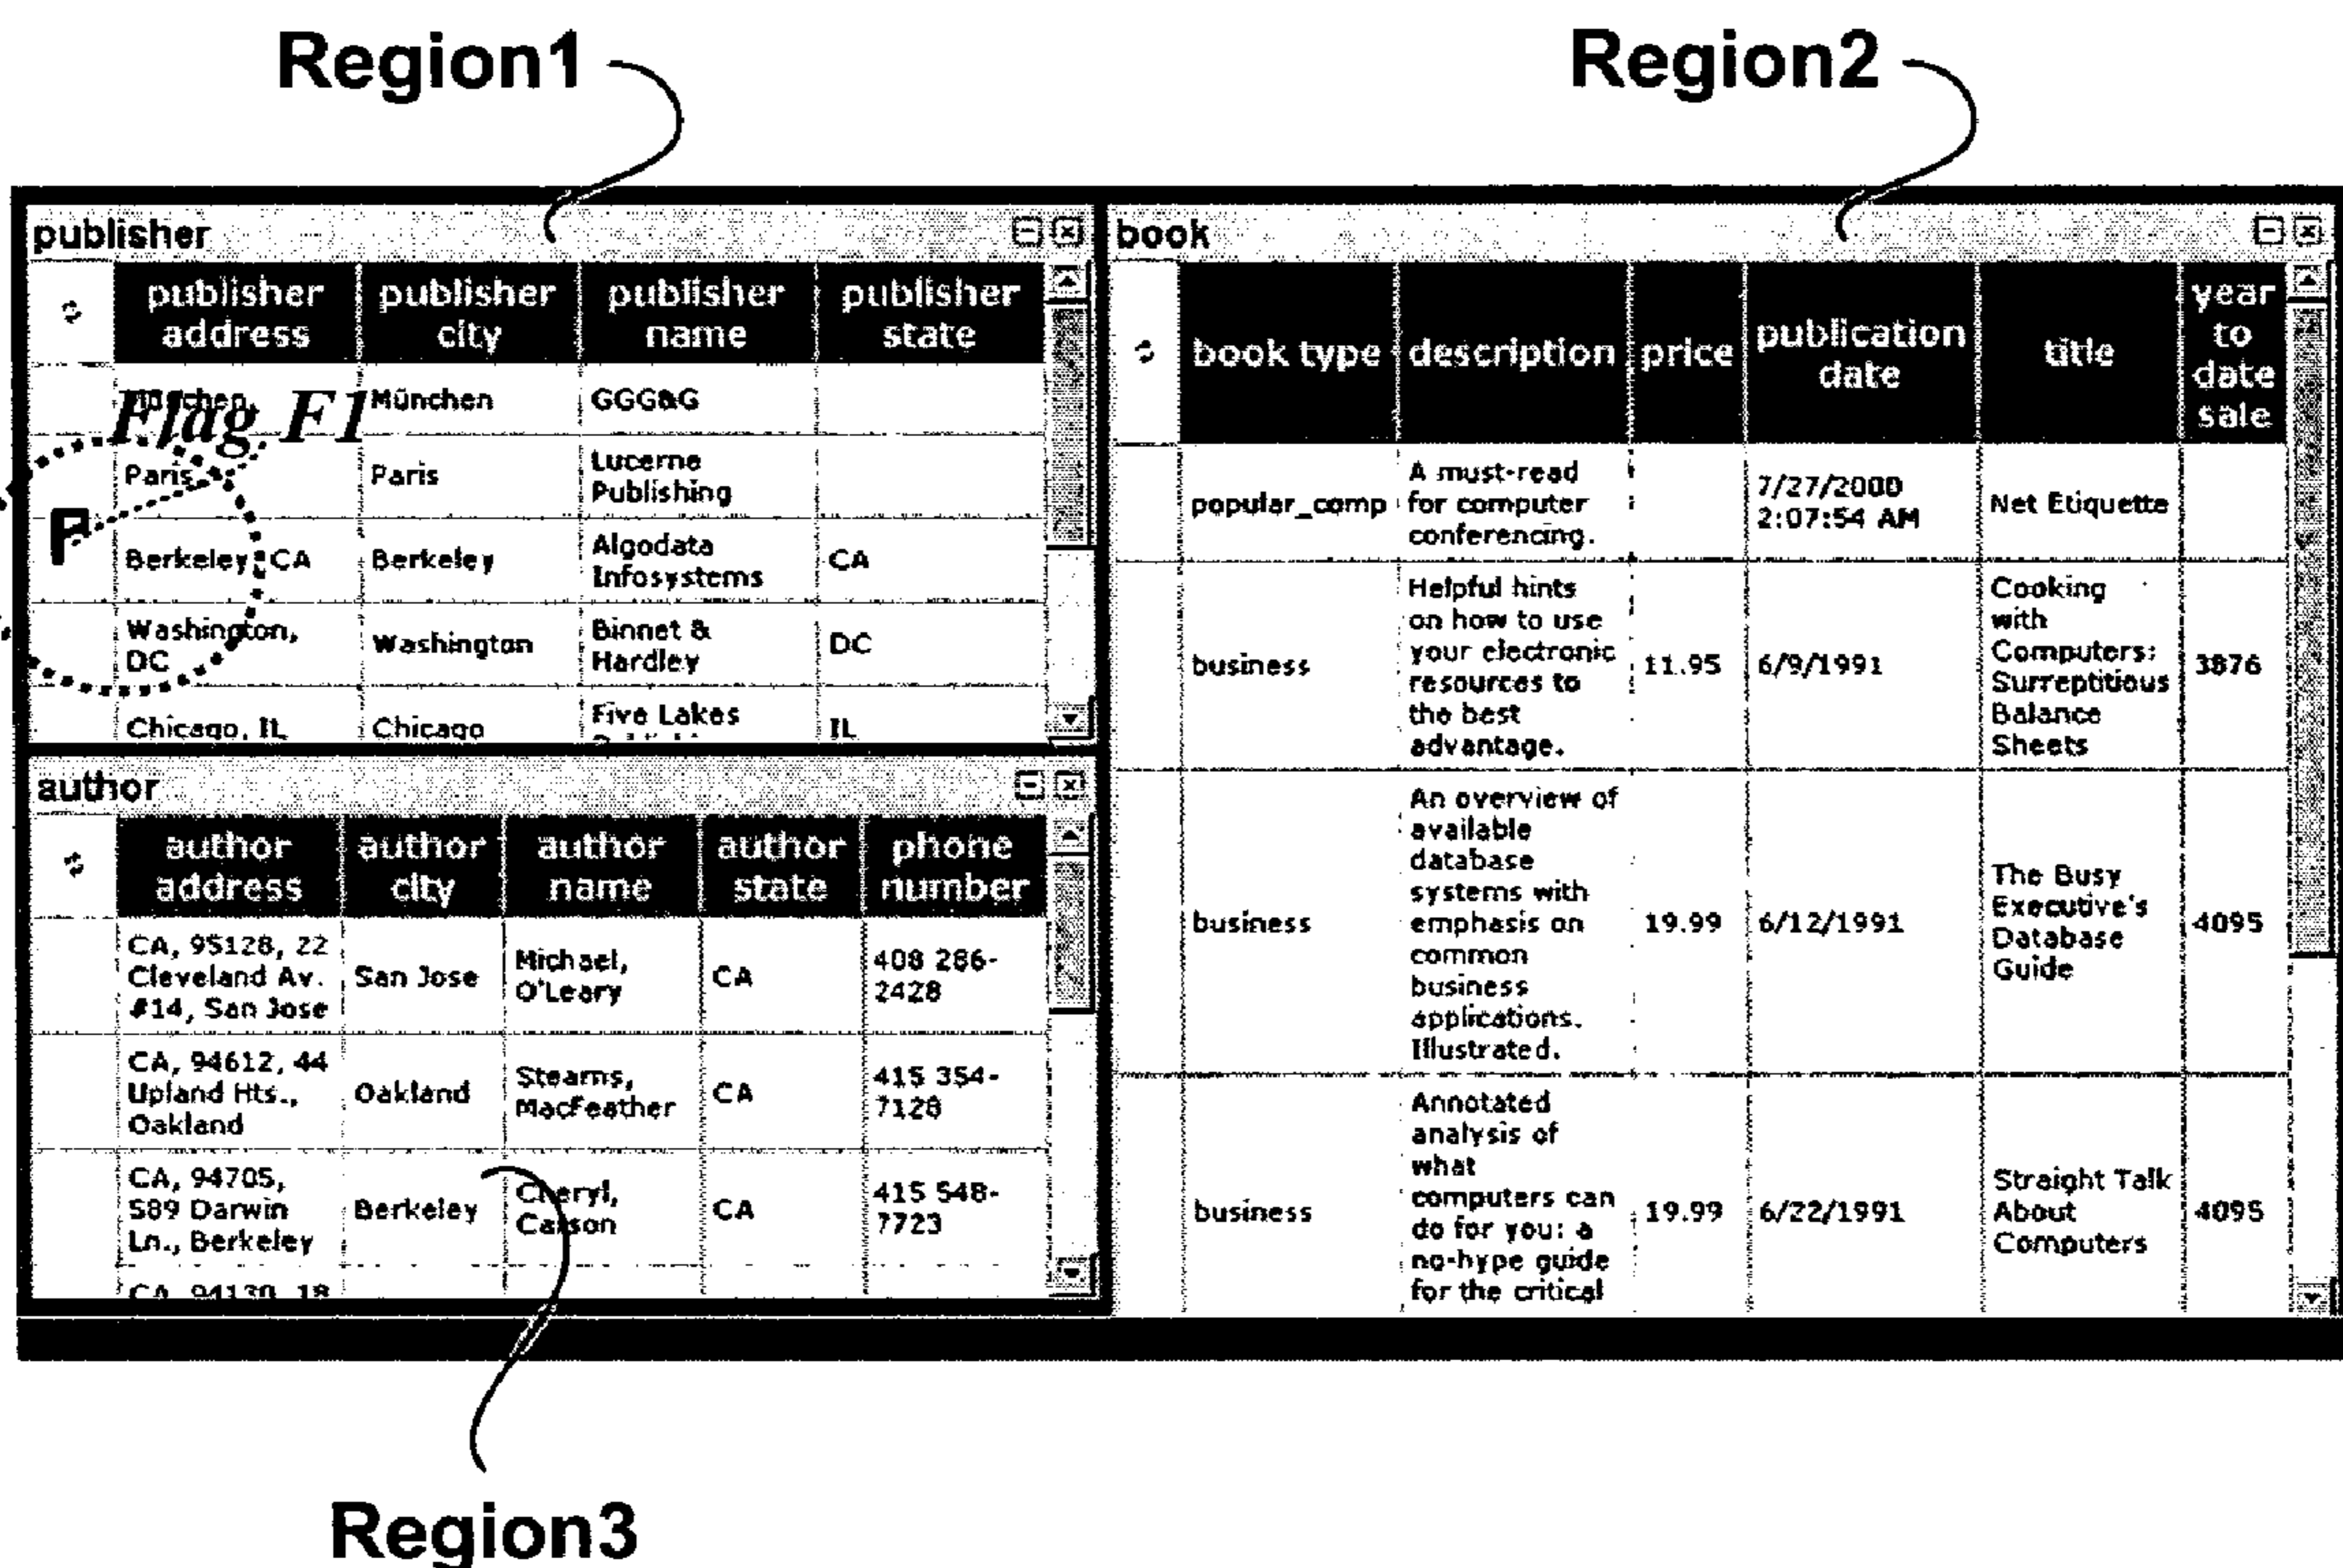 Region1
Region2
publisher
publisher address
publisher city
publisher name
publisher state
München,
München
GGG&G
Flag F1
Paris
Paris
Lucerne
Publishing
F
Berkeley, CA
Berkeley
Algodata
Infosystems
CA
Washington,
DC
Washington
Binnet &
Hardley
DC
Chicago, IL
Chicago
Five Lakes
IL
author
author address
author city
author name
author state
phone number
CA, 95128, 22
Cleveland Av.
#14, San Jose
San Jose
Michael,
O'Leary
CA
408 286-
2428
CA, 94612, 44
Upland Hts.,
Oakland
Oakland
Stearns,
MacFeather
CA
415 354-
7128
CA, 94705,
589 Darwin
Ln., Berkeley
Berkeley
Cheryl,
Carson
CA
415 548-
7723
CA, 94130, 18
book
book type
description
price
publication
date
title
year
to
date
sale
popular_comp
A must-read
for computer
conferencing.
7/27/2000
2:07:54 AM
Net Etiquette
business
Helpful hints
on how to use
your electronic
resources to
the best
advantage.
11.95
6/9/1991
Cooking
with
Computers:
Surreptitious
Balance
Sheets
3876
business
An overview of
available
database
systems with
emphasis on
common
business
applications.
Illustrated.
19.99
6/12/1991
The Busy
Executive's
Database
Guide
4095
business
Annotated
analysis of
what
computers can
do for you: a
no-hype guide
for the critical
19.99
6/22/1991
Straight Talk
About
Computers
4095
Region3